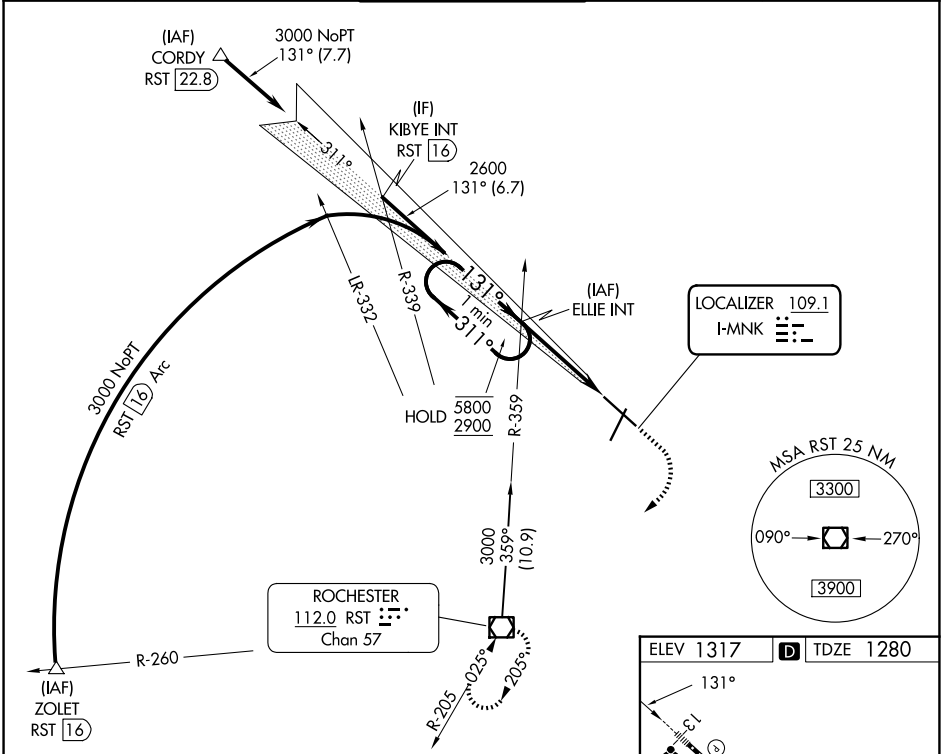 (IAF)
CORDY
RST 22.8
3000 NoPT
131° (7.7)
(IF)
KIBYE INT
RST 16
311°
2600
131° (6.7)
131°
1 min
311°
(IAF)
ELLIE INT
LOCALIZER 109.1
I-MNK
LR-332
R-339
3000 NoPT
RST 16 Arc
HOLD 5800
2900
R-359
MSA RST 25 NM
3300
090°
270°
3900
3000
359°
(10.9)
ROCHESTER
112.0 RST
Chan 57
R-260
(IAF)
ZOLET
RST 16
R-205
025°
205°
ELEV 1317
D
TDZE 1280
131°
13
P